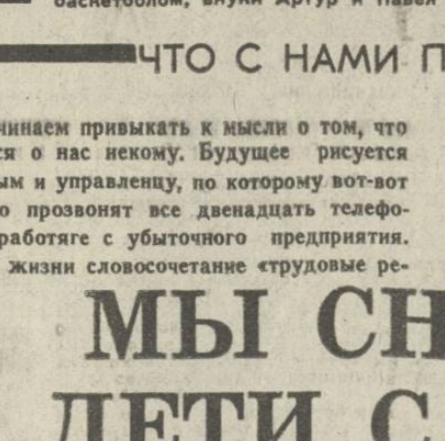 баскетболом, внуки Артур и Павел
ЧТО С НАМИ П
чинаем привыкать к мысли о том, что
ся о нас некому. Будущее рисуется
ым и управленцу, по которому вот-вот
о прозвонят все двенадцать телефо-
работяге с убыточного предприятия.
жизни словосочетание «трудовые ре-
МЫ СН
ДЕТИ С